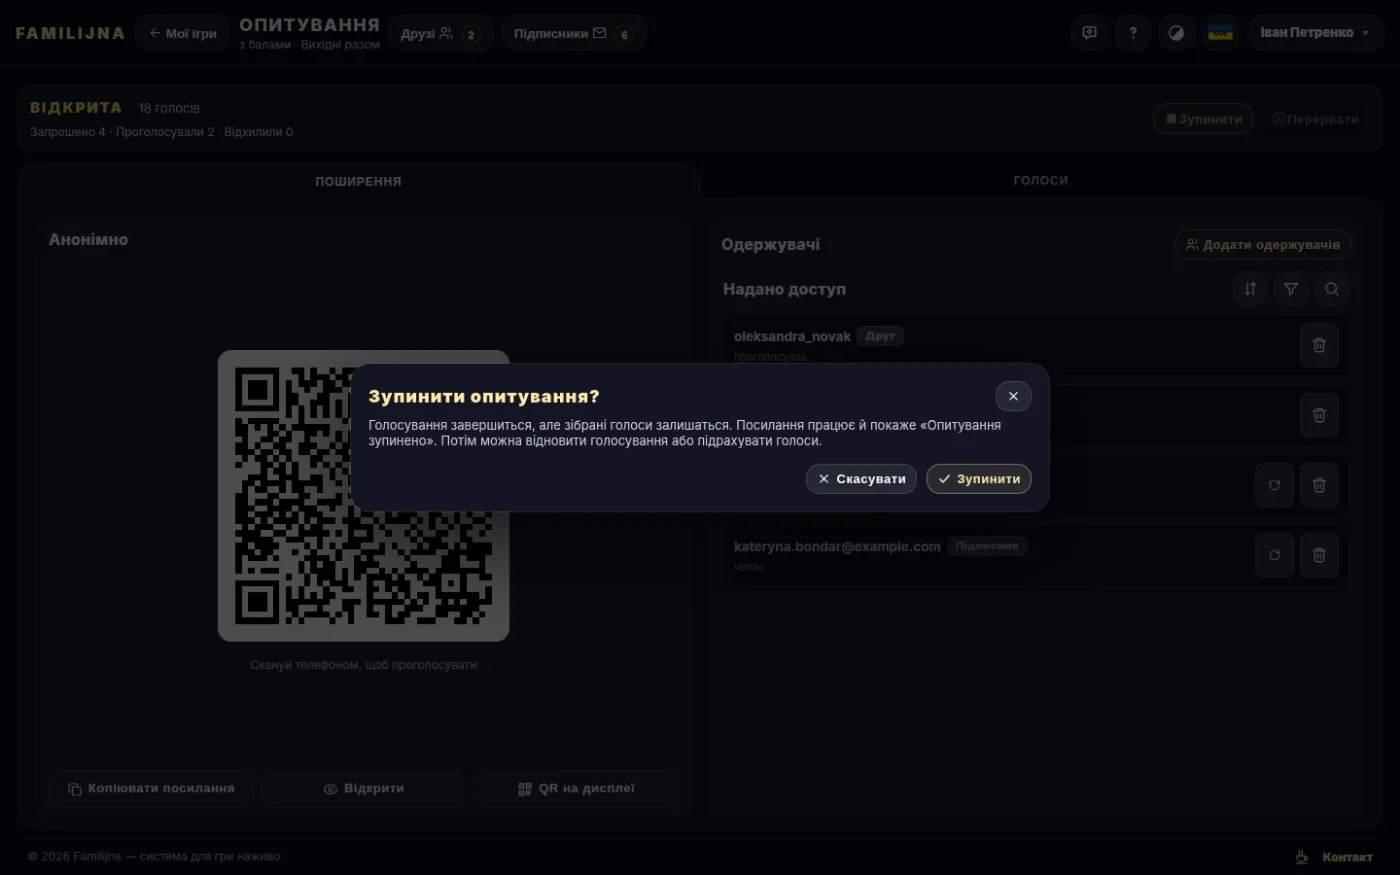 FAMILIJNA
Мої ігри
ОПИТУВАННЯ
з балами · Вихідні разом
Друзі 2
Підписники 6
?
Іван Петренко
ВІДКРИТА · 18 голосів
Запрошено 4 · Проголосували 2 · Відхилили 0
Зупинити
Перервати
ПОШИРЕННЯ
ГОЛОСИ
Анонімно
Одержувачі
Додати одержувачів
Надано доступ
oleksandra_novak Друг
проголосував
Зупинити опитування?
Голосування завершиться, але зібрані голоси залишаться. Посилання працює й покаже «Опитування
зупинено». Потім можна відновити голосування або підрахувати голоси.
Скасувати
Зупинити
kateryna.bondar@example.com Підписник
чекає
Скануй телефоном, щоб проголосувати
Копіювати посилання
Відкрити
QR на дисплеї
© 2026 Familijna — система для гри наживо
Контакт